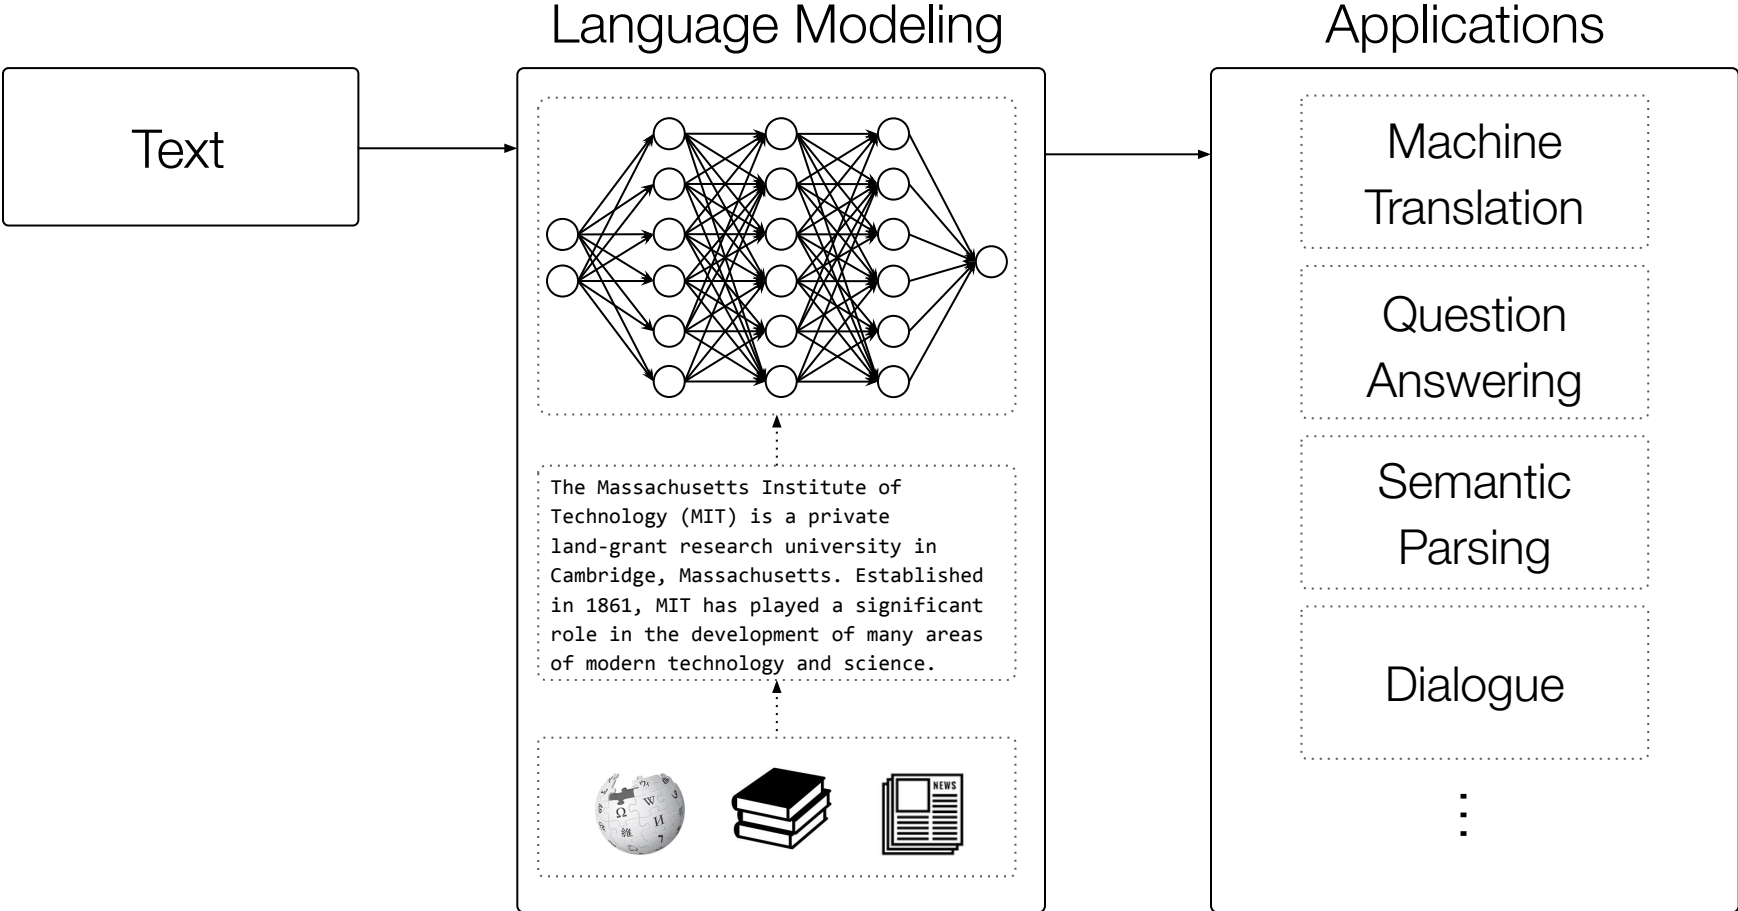 Language Modeling
Applications
Text
The Massachusetts Institute of
Technology (MIT) is a private
land-grant research university in
Cambridge, Massachusetts. Established
in 1861, MIT has played a significant
role in the development of many areas
of modern technology and science.
Ω W И
維 7
NEWS
Machine
Translation
Question
Answering
Semantic
Parsing
Dialogue
⋮